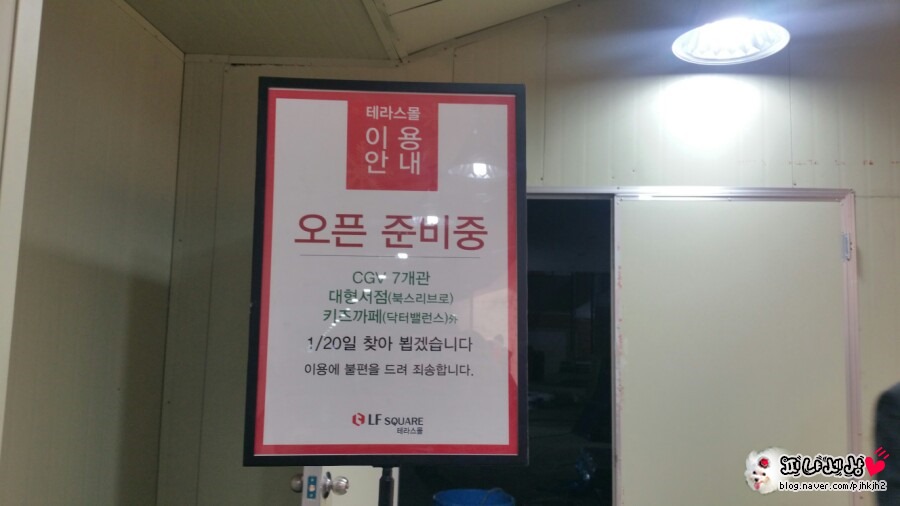 테라스몰
이용
안내
오픈 준비중
CGV 7개관
대형서점(북스리브로)
키즈까페(닥터밸런스)外
1/20일 찾아 뵙겠습니다
이용에 불편을 드려 죄송합니다.
LF SQUARE
테라스몰
blog.naver.com/pjhkjh2